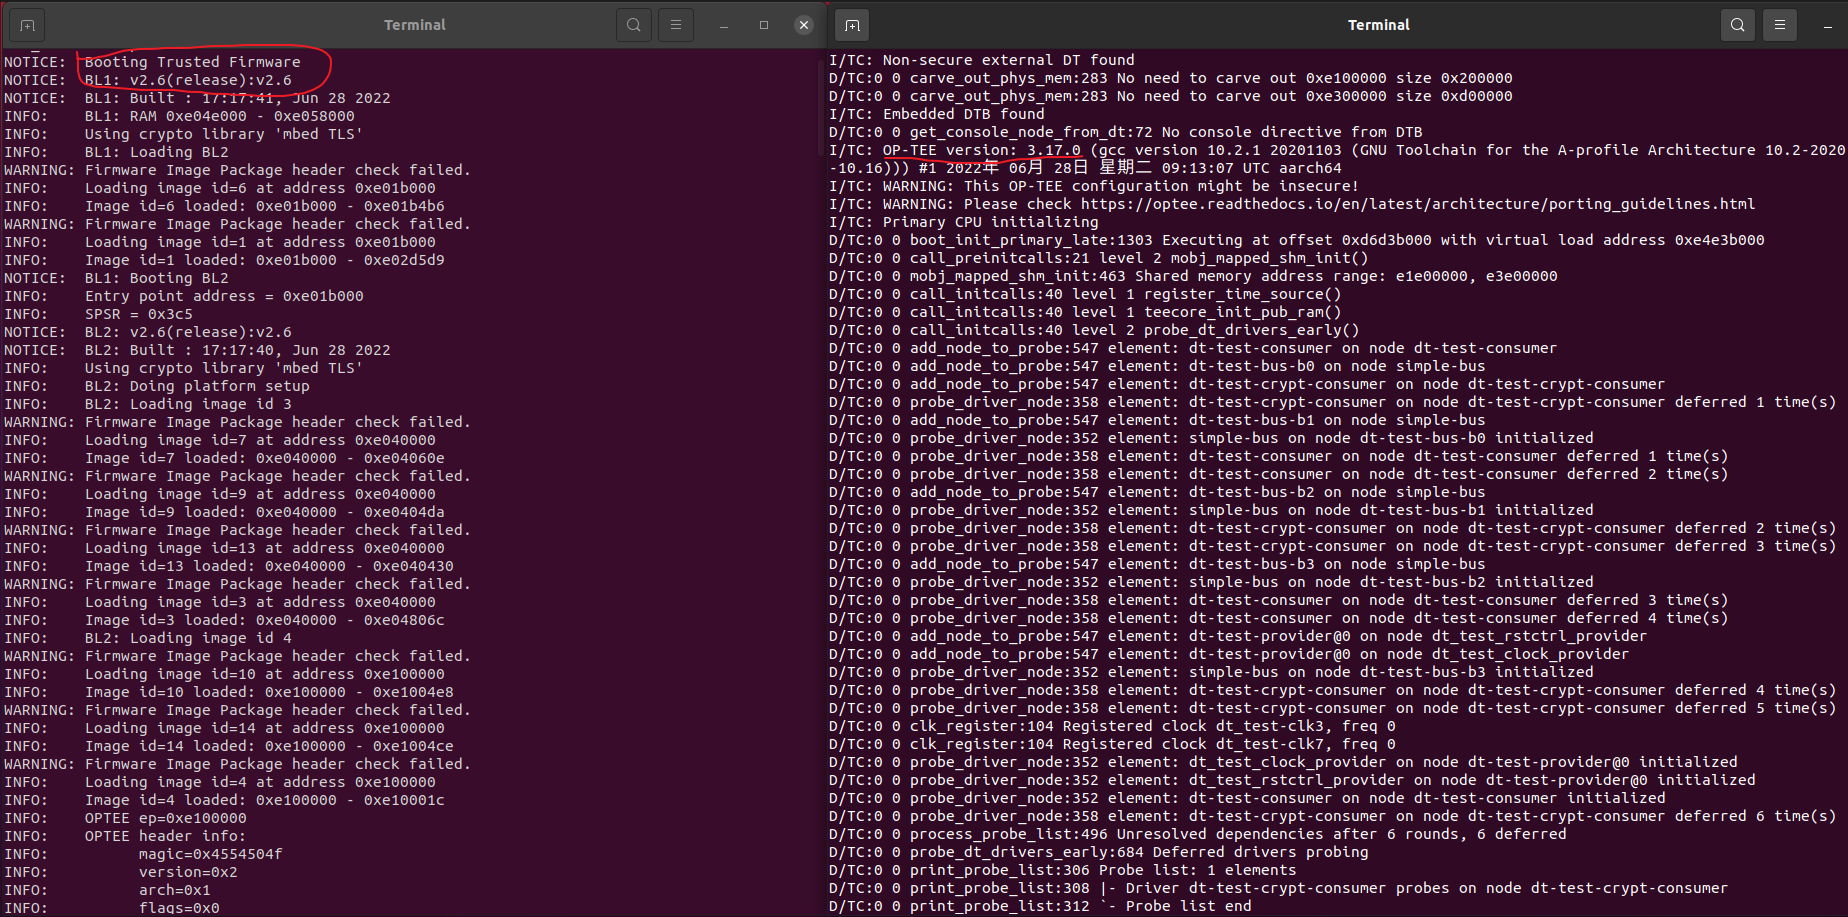 Terminal
NOTICE:  Booting Trusted Firmware
NOTICE:  BL1: v2.6(release):v2.6
NOTICE:  BL1: Built : 17:17:41, Jun 28 2022
INFO:    BL1: RAM 0xe04e000 - 0xe058000
INFO:    Using crypto library 'mbed TLS'
INFO:    BL1: Loading BL2
WARNING: Firmware Image Package header check failed.
INFO:    Loading image id=6 at address 0xe01b000
INFO:    Image id=6 loaded: 0xe01b000 - 0xe01b4b6
WARNING: Firmware Image Package header check failed.
INFO:    Loading image id=1 at address 0xe01b000
INFO:    Image id=1 loaded: 0xe01b000 - 0xe02d5d9
NOTICE:  BL1: Booting BL2
INFO:    Entry point address = 0xe01b000
INFO:    SPSR = 0x3c5
NOTICE:  BL2: v2.6(release):v2.6
NOTICE:  BL2: Built : 17:17:40, Jun 28 2022
INFO:    Using crypto library 'mbed TLS'
INFO:    BL2: Doing platform setup
INFO:    BL2: Loading image id 3
WARNING: Firmware Image Package header check failed.
INFO:    Loading image id=7 at address 0xe040000
INFO:    Image id=7 loaded: 0xe040000 - 0xe04060e
WARNING: Firmware Image Package header check failed.
INFO:    Loading image id=9 at address 0xe040000
INFO:    Image id=9 loaded: 0xe040000 - 0xe0404da
WARNING: Firmware Image Package header check failed.
INFO:    Loading image id=13 at address 0xe040000
INFO:    Image id=13 loaded: 0xe040000 - 0xe040430
WARNING: Firmware Image Package header check failed.
INFO:    Loading image id=3 at address 0xe040000
INFO:    Image id=3 loaded: 0xe040000 - 0xe04806c
INFO:    BL2: Loading image id 4
WARNING: Firmware Image Package header check failed.
INFO:    Loading image id=10 at address 0xe100000
INFO:    Image id=10 loaded: 0xe100000 - 0xe1004e8
WARNING: Firmware Image Package header check failed.
INFO:    Loading image id=14 at address 0xe100000
INFO:    Image id=14 loaded: 0xe100000 - 0xe1004ce
WARNING: Firmware Image Package header check failed.
INFO:    Loading image id=4 at address 0xe100000
INFO:    Image id=4 loaded: 0xe100000 - 0xe10001c
INFO:    OPTEE ep=0xe100000
INFO:    OPTEE header info:
INFO:          magic=0x4554504f
INFO:          version=0x2
INFO:          arch=0x1
INFO:          flags=0x0
Terminal
I/TC: Non-secure external DT found
D/TC:0 0 carve_out_phys_mem:283 No need to carve out 0xe100000 size 0x200000
D/TC:0 0 carve_out_phys_mem:283 No need to carve out 0xe300000 size 0xd00000
I/TC: Embedded DTB found
D/TC:0 0 get_console_node_from_dt:72 No console directive from DTB
I/TC: OP-TEE version: 3.17.0 (gcc version 10.2.1 20201103 (GNU Toolchain for the A-profile Architecture 10.2-2020
-10.16))) #1 2022年 06月 28日 星期二 09:13:07 UTC aarch64
I/TC: WARNING: This OP-TEE configuration might be insecure!
I/TC: WARNING: Please check https://optee.readthedocs.io/en/latest/architecture/porting_guidelines.html
I/TC: Primary CPU initializing
D/TC:0 0 boot_init_primary_late:1303 Executing at offset 0xd6d3b000 with virtual load address 0xe4e3b000
D/TC:0 0 call_preinitcalls:21 level 2 mobj_mapped_shm_init()
D/TC:0 0 mobj_mapped_shm_init:463 Shared memory address range: e1e00000, e3e00000
D/TC:0 0 call_initcalls:40 level 1 register_time_source()
D/TC:0 0 call_initcalls:40 level 1 teecore_init_pub_ram()
D/TC:0 0 call_initcalls:40 level 2 probe_dt_drivers_early()
D/TC:0 0 add_node_to_probe:547 element: dt-test-consumer on node dt-test-consumer
D/TC:0 0 add_node_to_probe:547 element: dt-test-bus-b0 on node simple-bus
D/TC:0 0 add_node_to_probe:547 element: dt-test-crypt-consumer on node dt-test-crypt-consumer
D/TC:0 0 probe_driver_node:358 element: dt-test-crypt-consumer on node dt-test-crypt-consumer deferred 1 time(s)
D/TC:0 0 add_node_to_probe:547 element: dt-test-bus-b1 on node simple-bus
D/TC:0 0 probe_driver_node:352 element: simple-bus on node dt-test-bus-b0 initialized
D/TC:0 0 probe_driver_node:358 element: dt-test-consumer on node dt-test-consumer deferred 1 time(s)
D/TC:0 0 probe_driver_node:358 element: dt-test-consumer on node dt-test-consumer deferred 2 time(s)
D/TC:0 0 add_node_to_probe:547 element: dt-test-bus-b2 on node simple-bus
D/TC:0 0 probe_driver_node:352 element: simple-bus on node dt-test-bus-b1 initialized
D/TC:0 0 probe_driver_node:358 element: dt-test-crypt-consumer on node dt-test-crypt-consumer deferred 2 time(s)
D/TC:0 0 probe_driver_node:358 element: dt-test-crypt-consumer on node dt-test-crypt-consumer deferred 3 time(s)
D/TC:0 0 add_node_to_probe:547 element: dt-test-bus-b3 on node simple-bus
D/TC:0 0 probe_driver_node:352 element: simple-bus on node dt-test-bus-b2 initialized
D/TC:0 0 probe_driver_node:358 element: dt-test-consumer on node dt-test-consumer deferred 3 time(s)
D/TC:0 0 probe_driver_node:358 element: dt-test-consumer on node dt-test-consumer deferred 4 time(s)
D/TC:0 0 add_node_to_probe:547 element: dt-test-provider@0 on node dt_test_rstctrl_provider
D/TC:0 0 add_node_to_probe:547 element: dt-test-provider@0 on node dt_test_clock_provider
D/TC:0 0 probe_driver_node:352 element: simple-bus on node dt-test-bus-b3 initialized
D/TC:0 0 probe_driver_node:358 element: dt-test-crypt-consumer on node dt-test-crypt-consumer deferred 4 time(s)
D/TC:0 0 probe_driver_node:358 element: dt-test-crypt-consumer on node dt-test-crypt-consumer deferred 5 time(s)
D/TC:0 0 clk_register:104 Registered clock dt_test-clk3, freq 0
D/TC:0 0 clk_register:104 Registered clock dt_test-clk7, freq 0
D/TC:0 0 probe_driver_node:352 element: dt_test_clock_provider on node dt-test-provider@0 initialized
D/TC:0 0 probe_driver_node:352 element: dt_test_rstctrl_provider on node dt-test-provider@0 initialized
D/TC:0 0 probe_driver_node:352 element: dt-test-consumer on node dt-test-consumer initialized
D/TC:0 0 probe_driver_node:358 element: dt-test-crypt-consumer on node dt-test-crypt-consumer deferred 6 time(s)
D/TC:0 0 process_probe_list:496 Unresolved dependencies after 6 rounds, 6 deferred
D/TC:0 0 probe_dt_drivers_early:684 Deferred drivers probing
D/TC:0 0 print_probe_list:306 Probe list: 1 elements
D/TC:0 0 print_probe_list:308 |- Driver dt-test-crypt-consumer probes on node dt-test-crypt-consumer
D/TC:0 0 print_probe_list:312 `- Probe list end